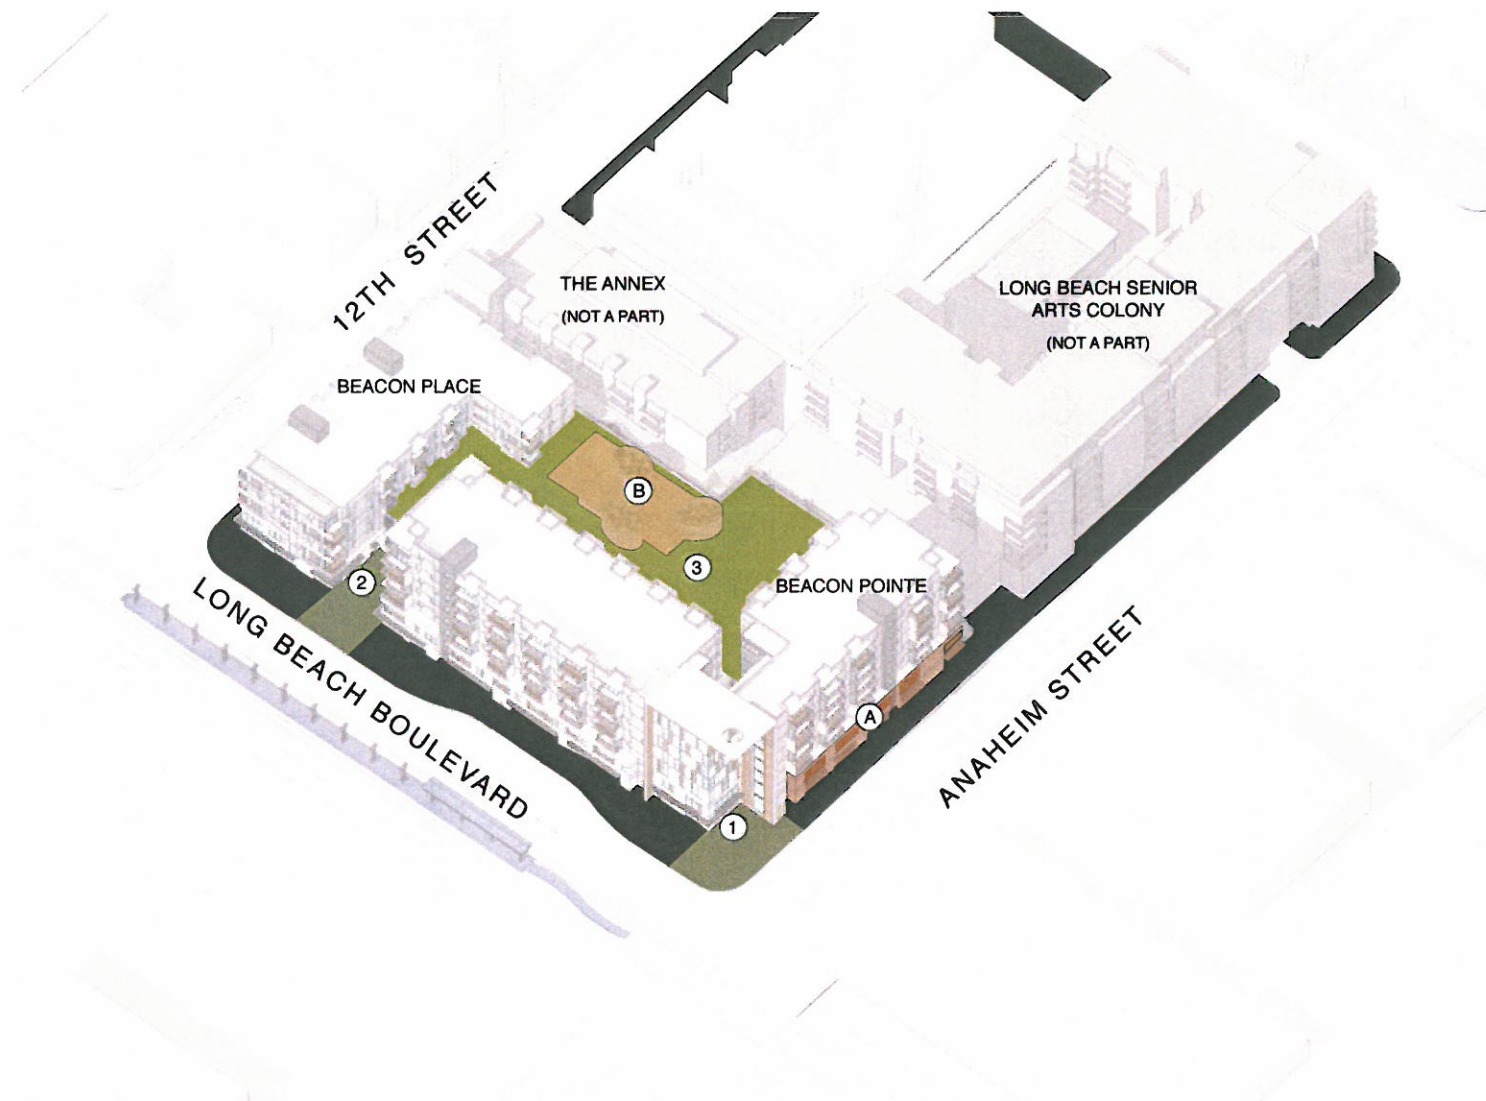 12TH STREET
THE ANNEX
(NOT A PART)
LONG BEACH SENIOR
ARTS COLONY
(NOT A PART)
BEACON PLACE
B
3
2
BEACON POINTE
LONG BEACH BOULEVARD
A
ANAHEIM STREET
1